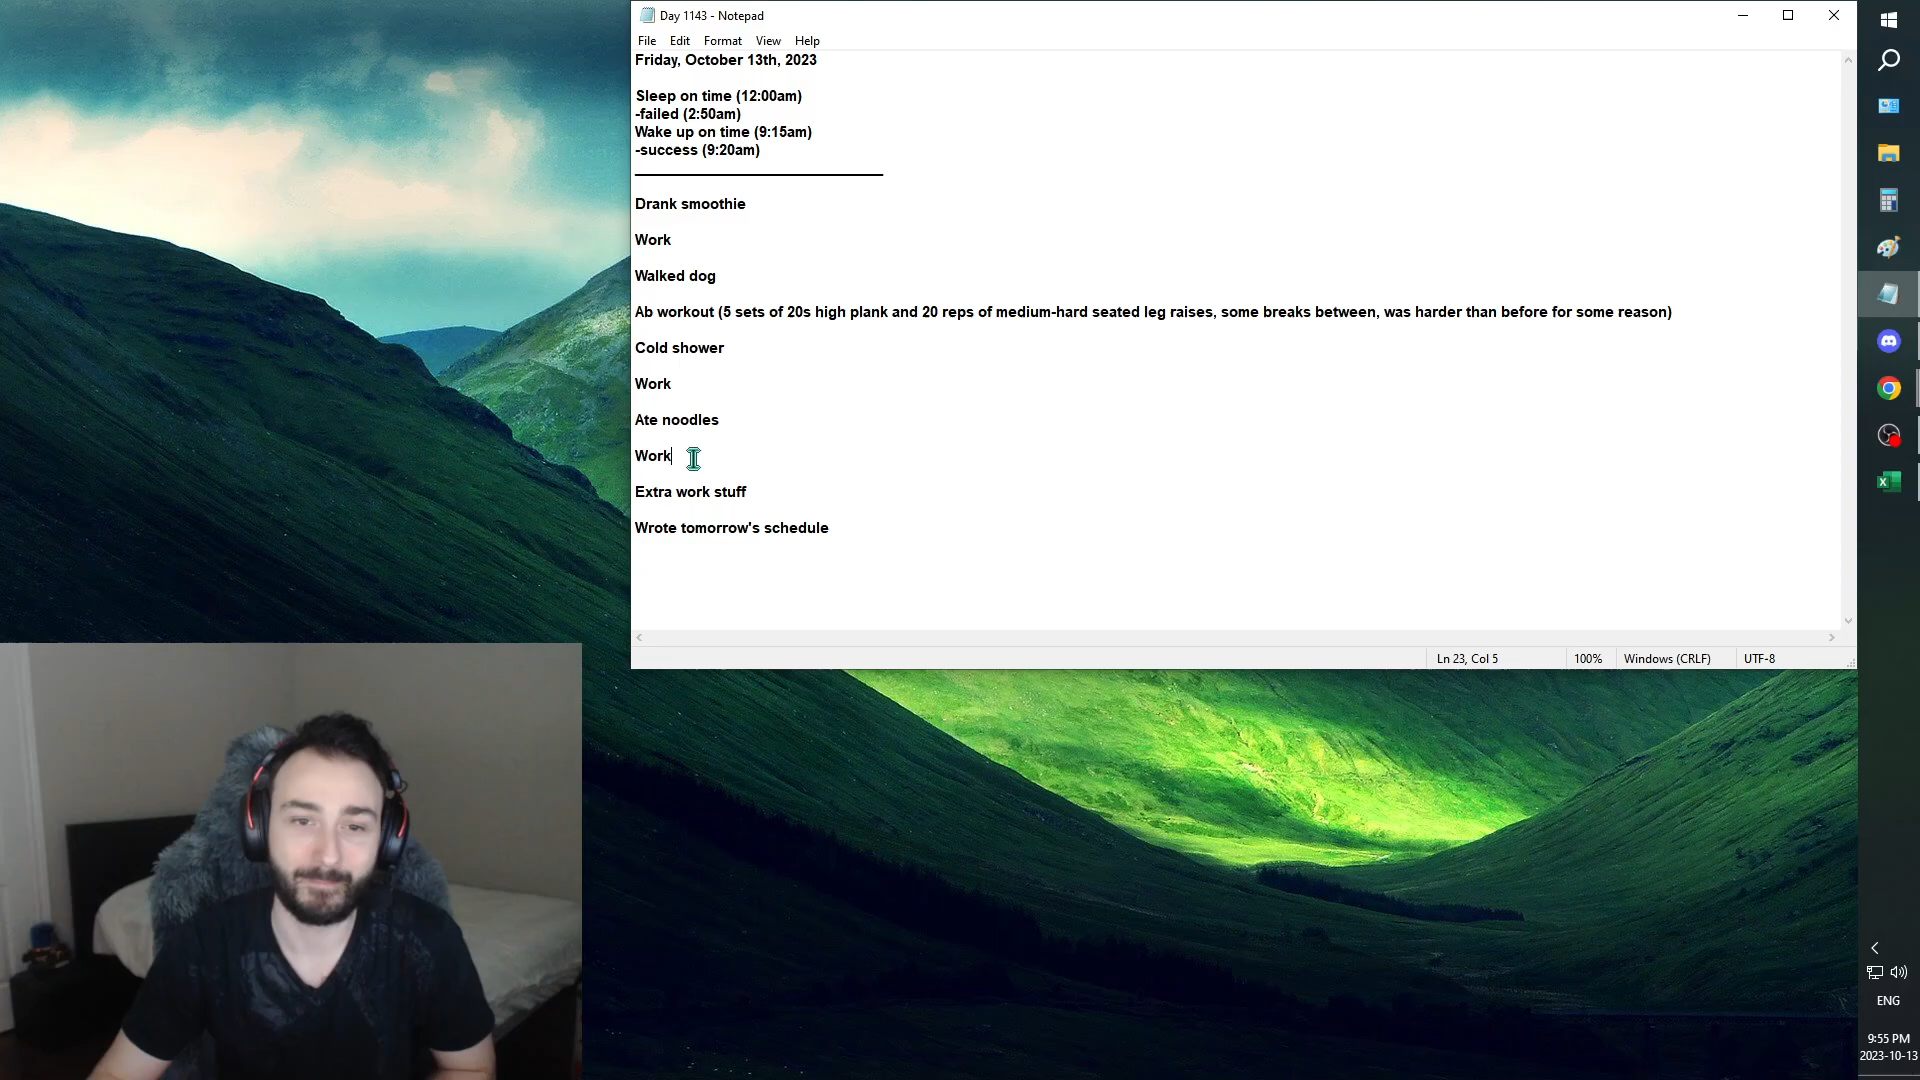 Day 1143 - Notepad
File Edit Format View Help
Friday, October 13th, 2023
Sleep on time (12:00am)
-failed (2:50am)
Wake up on time (9:15am)
-success (9:20am)
Drank smoothie
Work
Walked dog
Ab workout (5 sets of 20s high plank and 20 reps of medium-hard seated leg raises, some breaks between, was harder than before for some reason)
Cold shower
Work
Ate noodles
Work
Extra work stuff
Wrote tomorrow's schedule
Ln 23, Col 5 100% Windows (CRLF) UTF-8
ENG
9:55 PM
2023-10-13